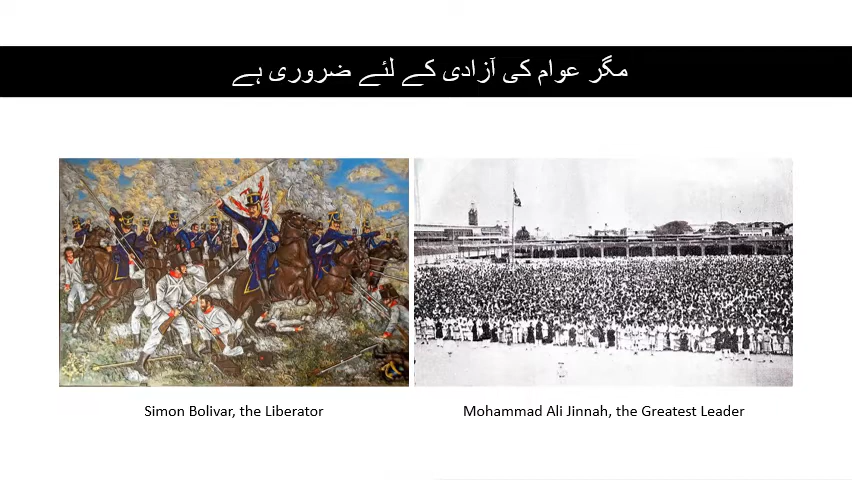 مگر عوام کی آزادی کے لئے ضروری ہے
Simon Bolivar, the Liberator
Mohammad Ali Jinnah, the Greatest Leader